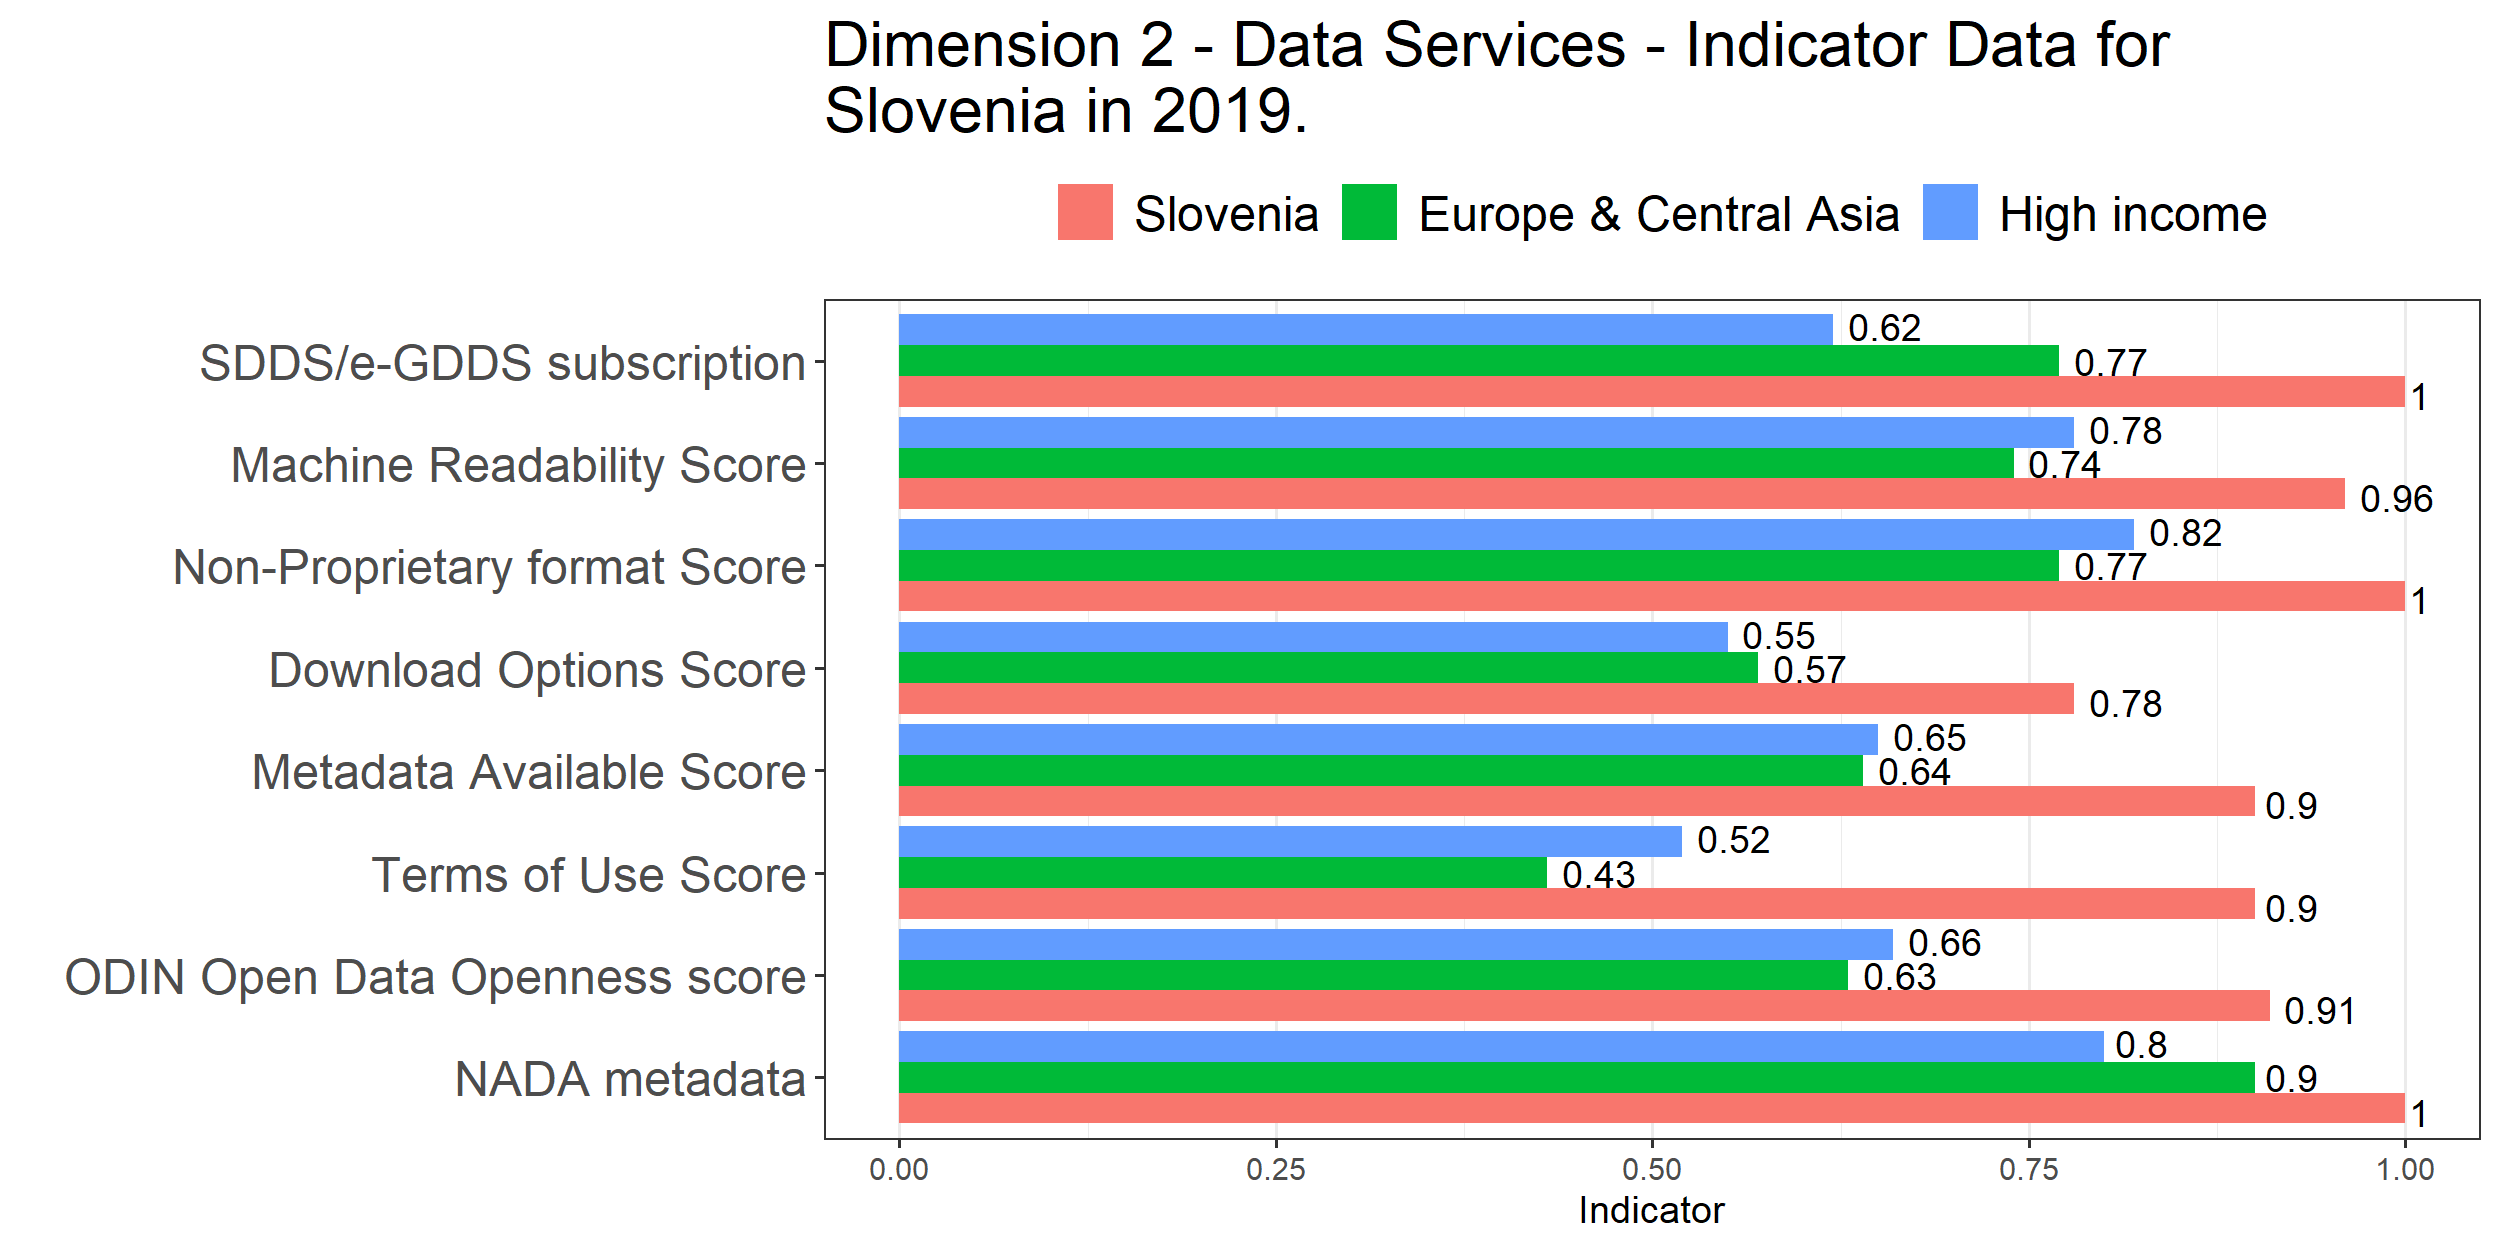 Dimension 2 - Data Services - Indicator Data for
Slovenia in 2019.
Slovenia Europe & Central Asia High income
SDDS/e-GDDS subscription
0.62
0.77
1
Machine Readability Score
0.78
0.74
0.96
Non-Proprietary format Score
0.82
0.77
1
Download Options Score
0.55
0.57
0.78
Metadata Available Score
0.65
0.64
0.9
Terms of Use Score
0.52
0.43
0.9
ODIN Open Data Openness score
0.66
0.63
0.91
NADA metadata
0.8
0.9
1
0.00 0.25 0.50 0.75 1.00
Indicator